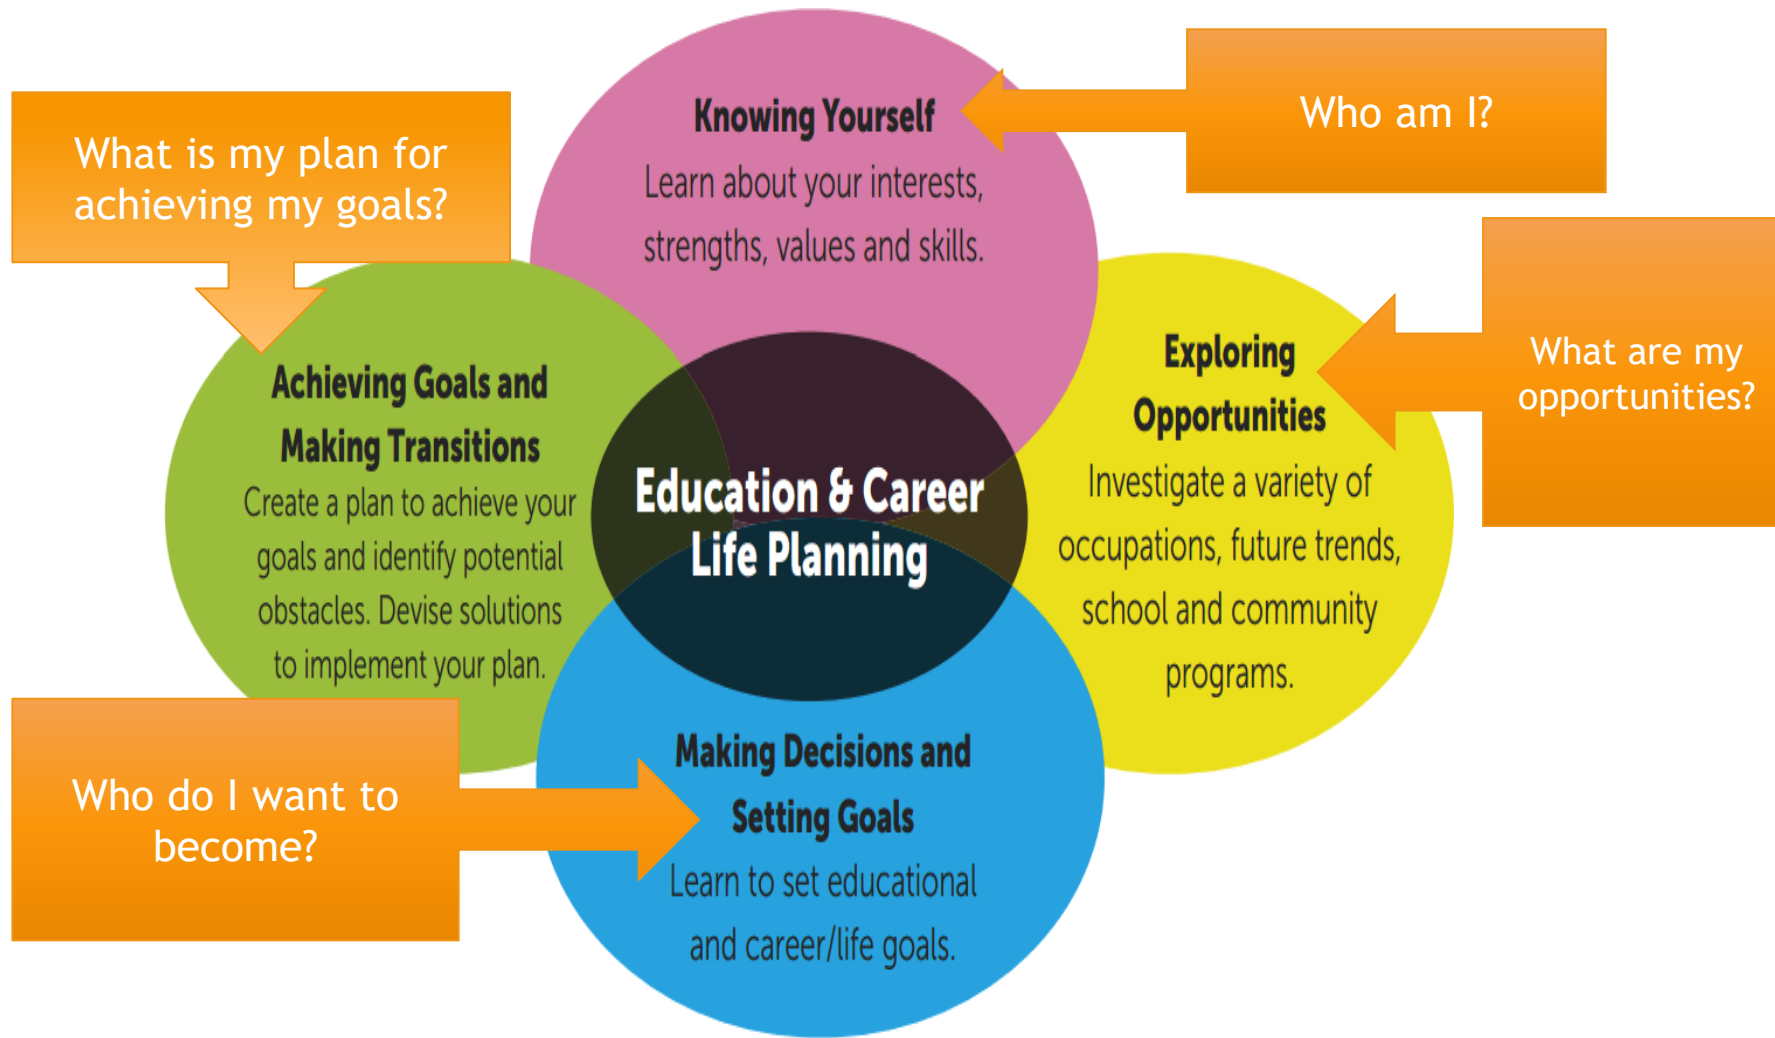 Knowing Yourself
Learn about your interests,
strengths, values and skills.
Who am I?
What is my plan for
achieving my goals?
Achieving Goals and
Making Transitions
Create a plan to achieve your
goals and identify potential
obstacles. Devise solutions
to implement your plan.
Education & Career
Life Planning
Exploring
Opportunities
Investigate a variety of
occupations, future trends,
school and community
programs.
What are my
opportunities?
Who do I want to
become?
Making Decisions and
Setting Goals
Learn to set educational
and career/life goals.